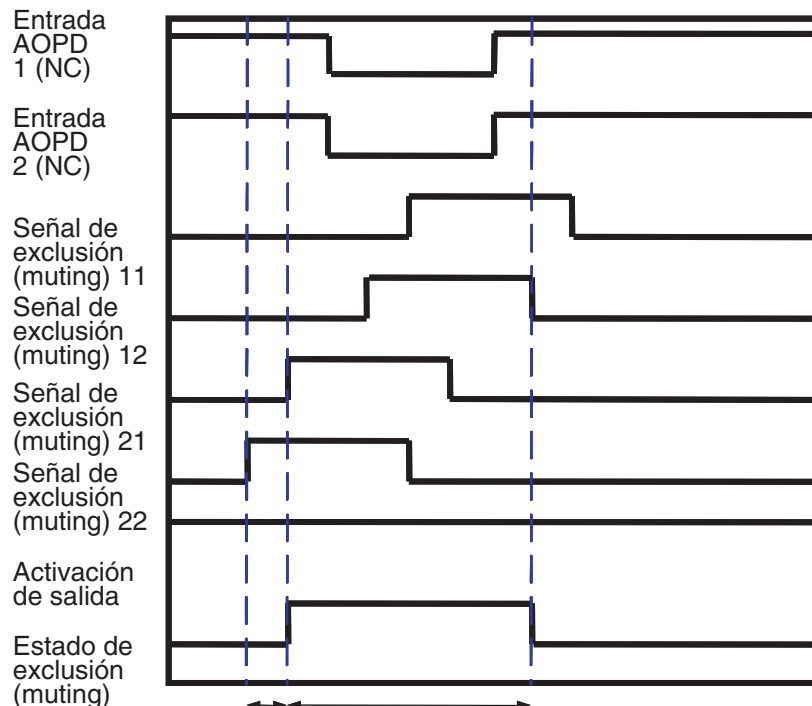 Entrada
AOPD
1 (NC)
Entrada
AOPD
2 (NC)
Señal de
exclusión
(muting) 11
Señal de
exclusión
(muting) 12
Señal de
exclusión
(muting) 21
Señal de
exclusión
(muting) 22
Activación
de salida
Estado de
exclusión
(muting)